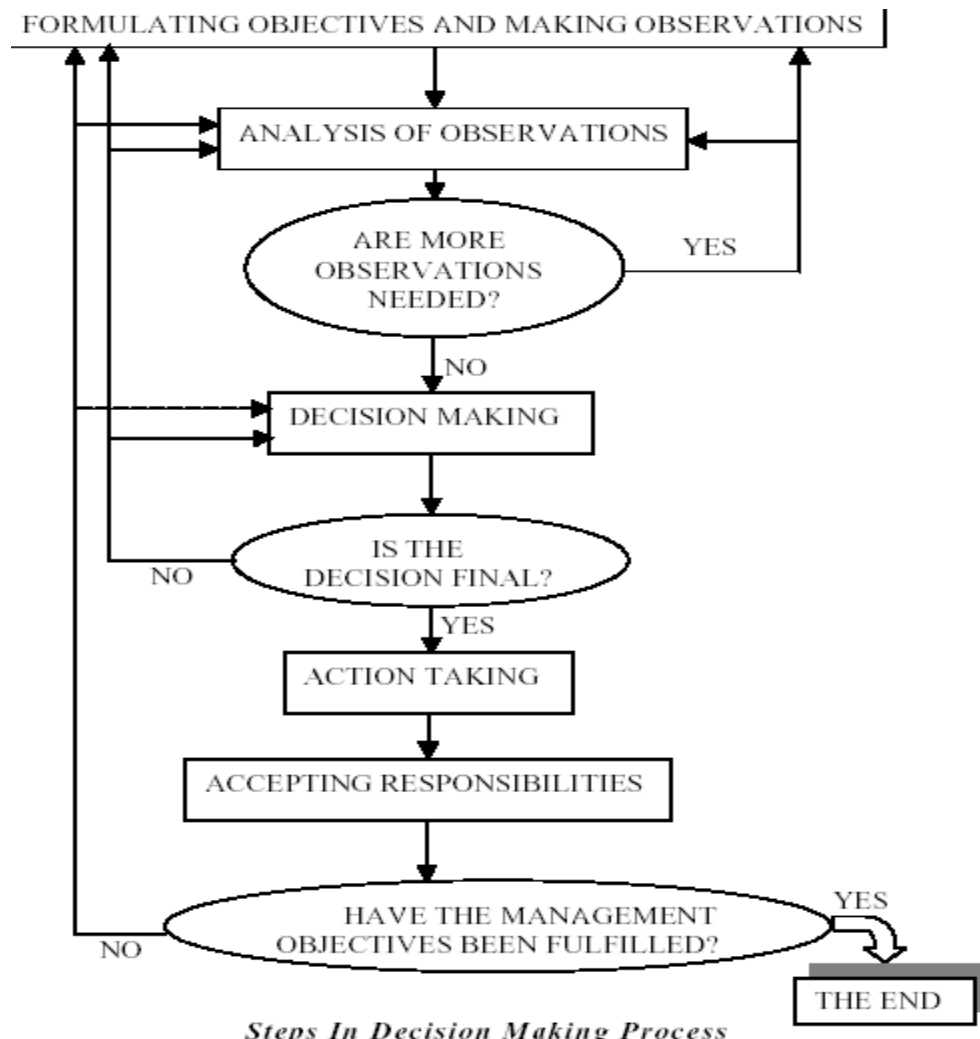 FORMULATING OBJECTIVES AND MAKING OBSERVATIONS
ANALYSIS OF OBSERVATIONS
ARE MORE
OBSERVATIONS
NEEDED?
YES
NO
DECISION MAKING
IS THE
DECISION FINAL?
NO
YES
ACTION TAKING
ACCEPTING RESPONSIBILITIES
HAVE THE MANAGEMENT
OBJECTIVES BEEN FULFILLED?
YES
NO
THE END
Steps In Decision Making Process